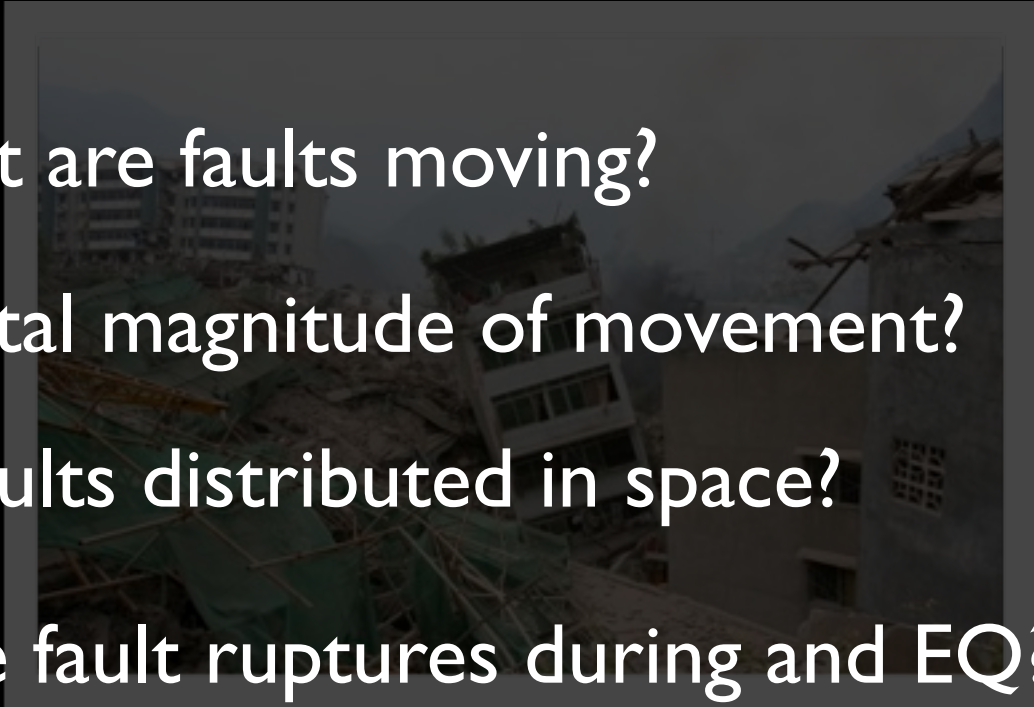 t are faults moving?
tal magnitude of movement?
ults distributed in space?
e fault ruptures during and EQ?